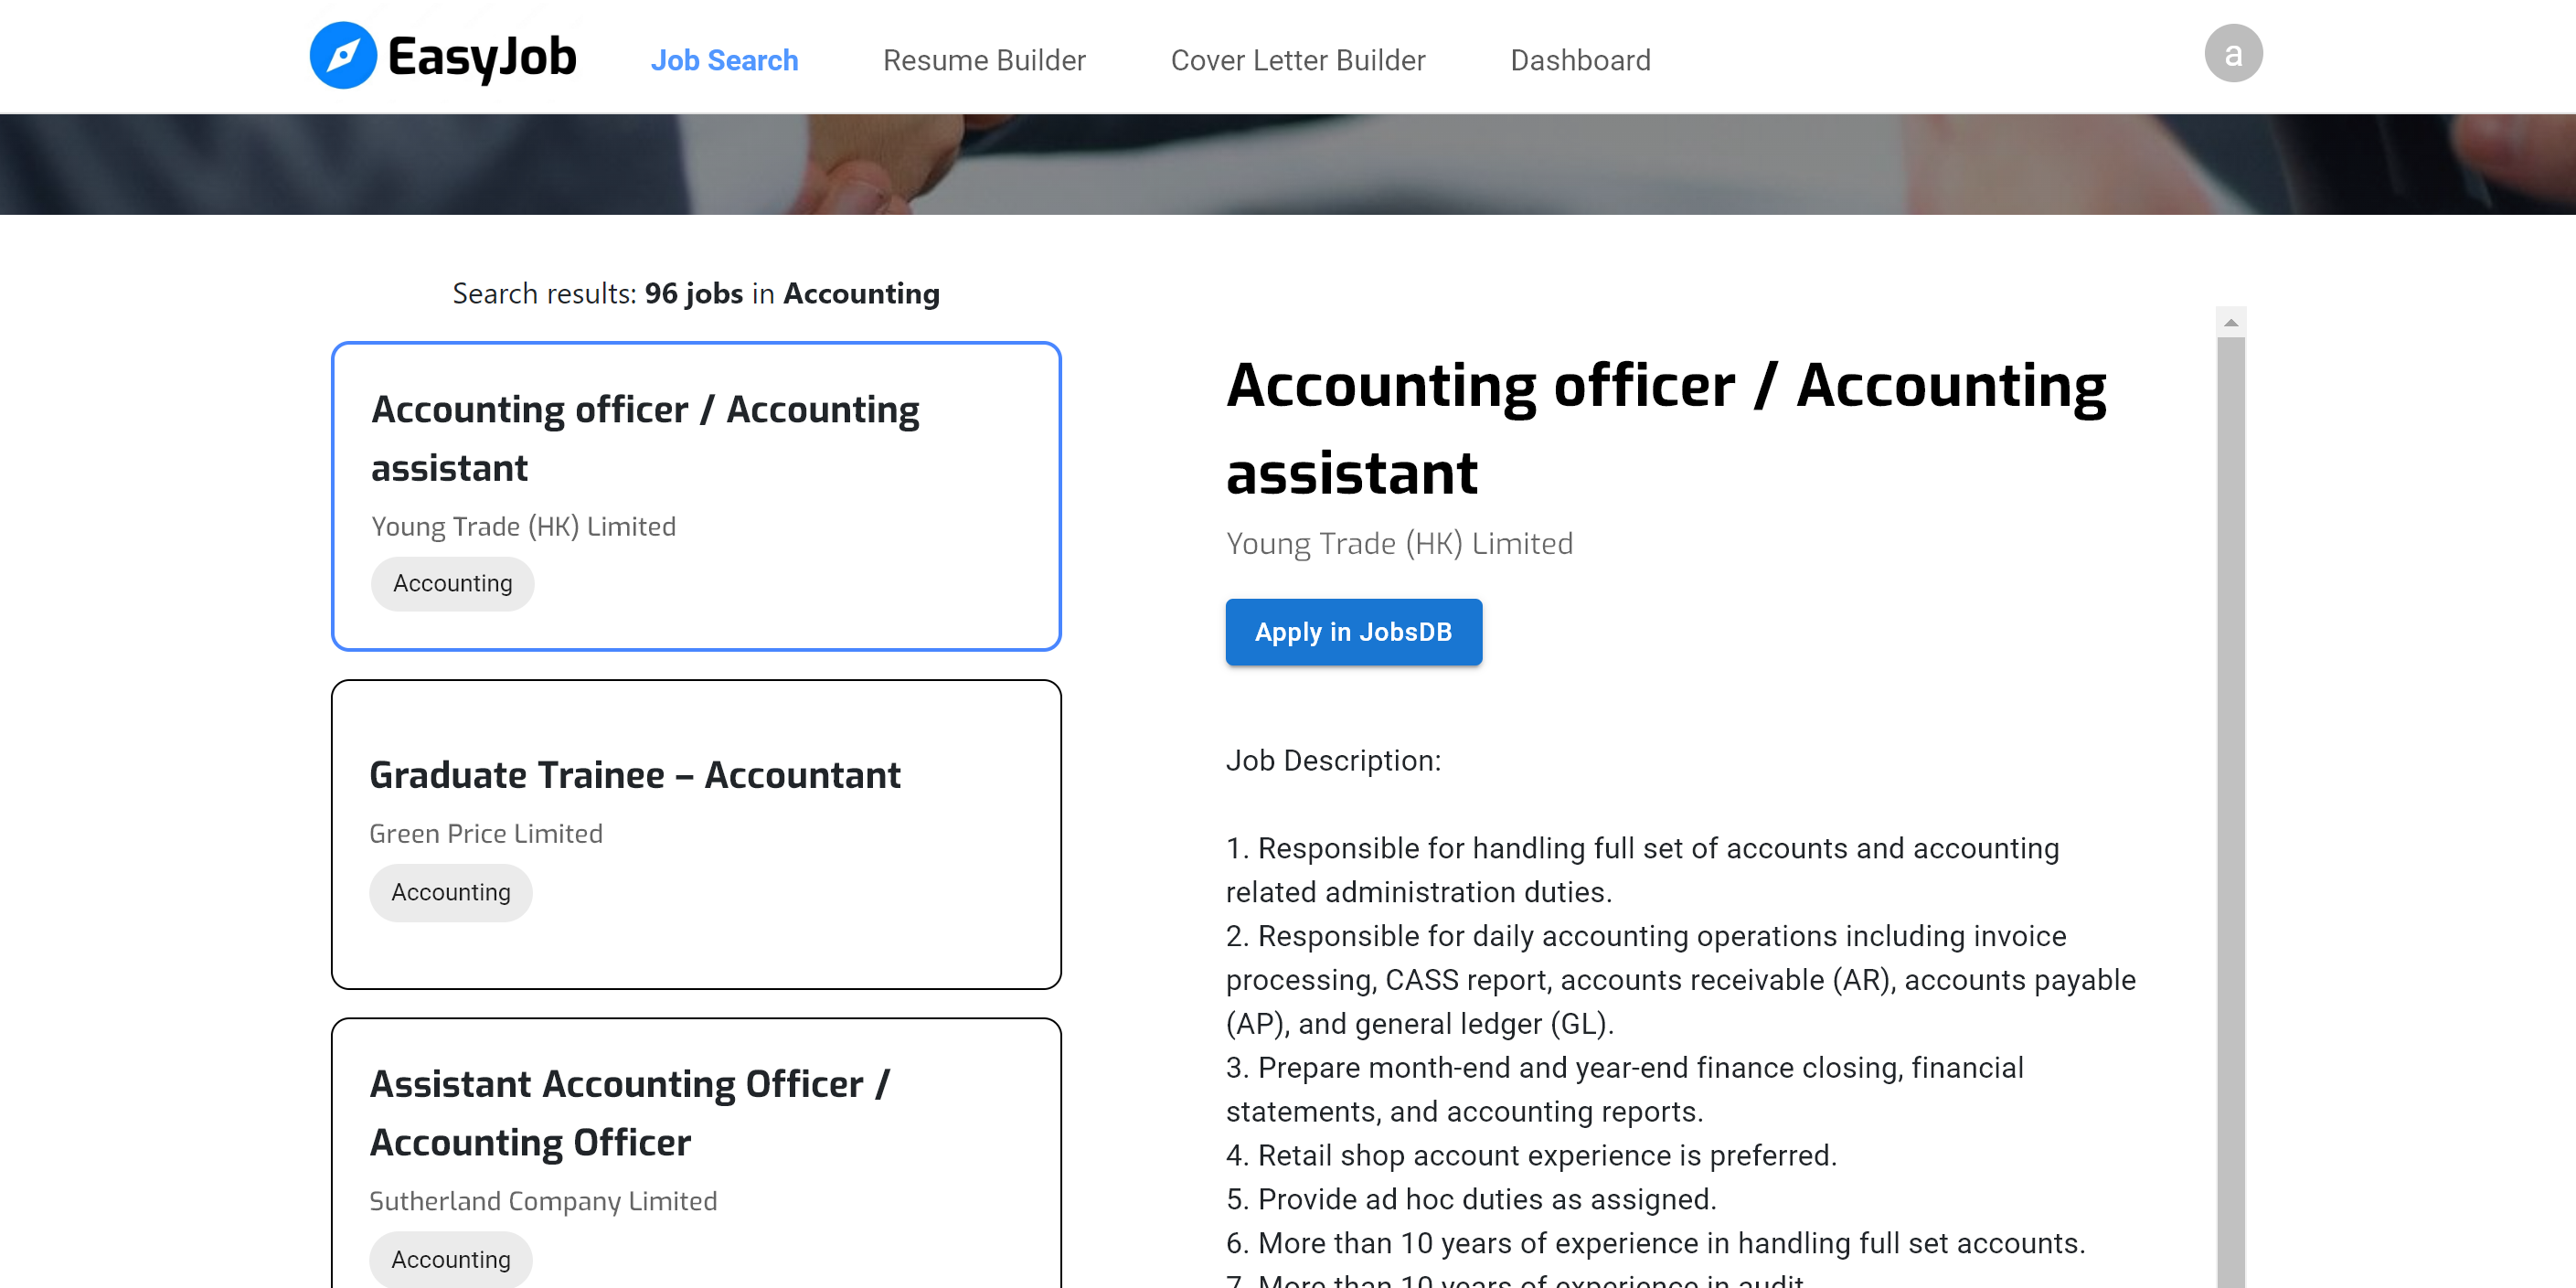 EasyJob
Job Search
Resume Builder
Cover Letter Builder
Dashboard
a
Search results: 96 jobs in Accounting
Accounting officer / Accounting
assistant
Young Trade (HK) Limited
Accounting
Graduate Trainee – Accountant
Green Price Limited
Accounting
Assistant Accounting Officer /
Accounting Officer
Sutherland Company Limited
Accounting
Accounting officer / Accounting
assistant
Young Trade (HK) Limited
Apply in JobsDB
Job Description:
1. Responsible for handling full set of accounts and accounting
related administration duties.
2. Responsible for daily accounting operations including invoice
processing, CASS report, accounts receivable (AR), accounts payable
(AP), and general ledger (GL).
3. Prepare month-end and year-end finance closing, financial
statements, and accounting reports.
4. Retail shop account experience is preferred.
5. Provide ad hoc duties as assigned.
6. More than 10 years of experience in handling full set accounts.
7. More than 10 years of experience in audit